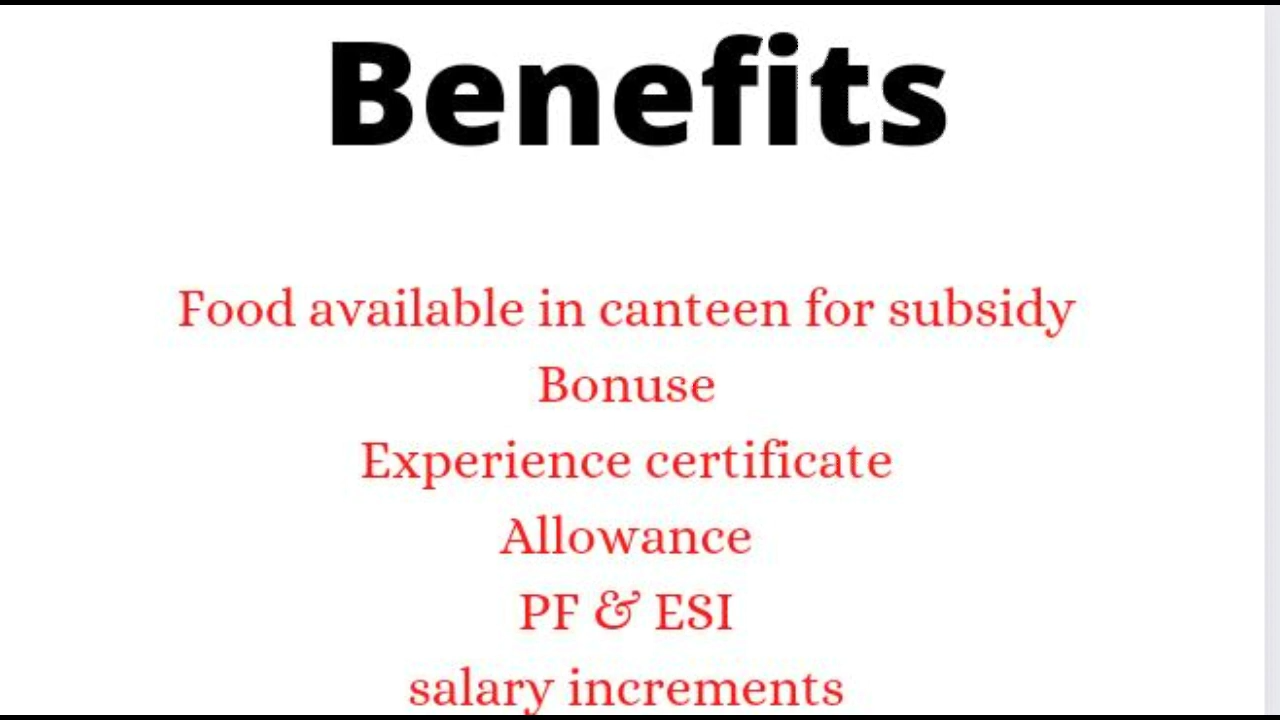 Benefits
Food available in canteen for subsidy
Bonuse
Experience certificate
Allowance
PF & ESI
salary increments